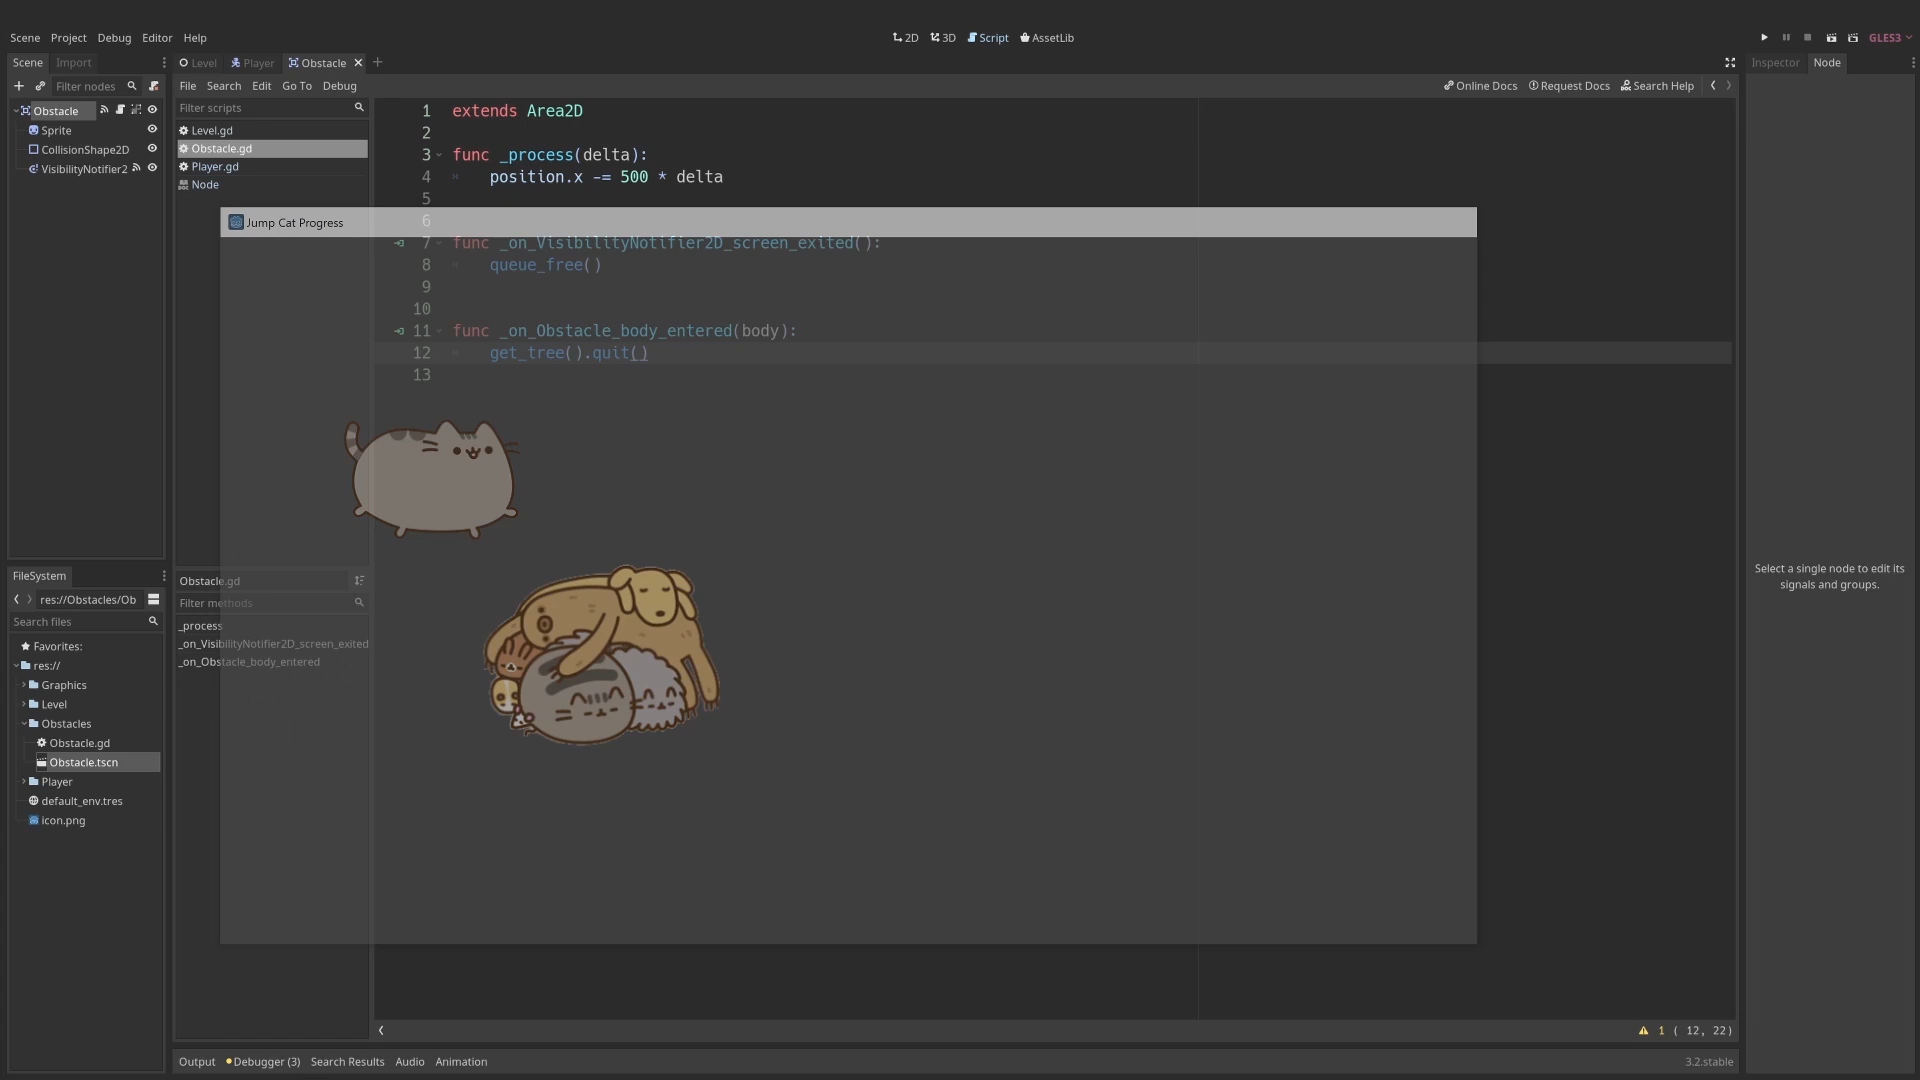 Scene Project Debug Editor Help
2D 3D Script AssetLib
GLES3
Scene Import
Level Player Obstacle
Inspector Node
Filter nodes
File Search Edit Go To Debug
Online Docs Request Docs Search Help
Filter scripts
Obstacle
Sprite
CollisionShape2D
VisibilityNotifier2
Level.gd
Obstacle.gd
Player.gd
Node
1 extends Area2D
2
3 func _process(delta):
4 position.x -= 500 * delta
5
6
Jump Cat Progress
7 func _on_VisibilityNotifier2D_screen_exited():
8 queue_free()
9
10
11 func _on_Obstacle_body_entered(body):
12 get_tree().quit()
13
Select a single node to edit its
signals and groups.
FileSystem
res://Obstacles/Ob
Search files
Favorites:
res://
Graphics
Level
Obstacles
Obstacle.gd
Obstacle.tscn
Player
default_env.tres
icon.png
Obstacle.gd
Filter methods
_process
_on_VisibilityNotifier2D_screen_exited
_on_Obstacle_body_entered
1 ( 12, 22)
Output Debugger (3) Search Results Audio Animation
3.2.stable